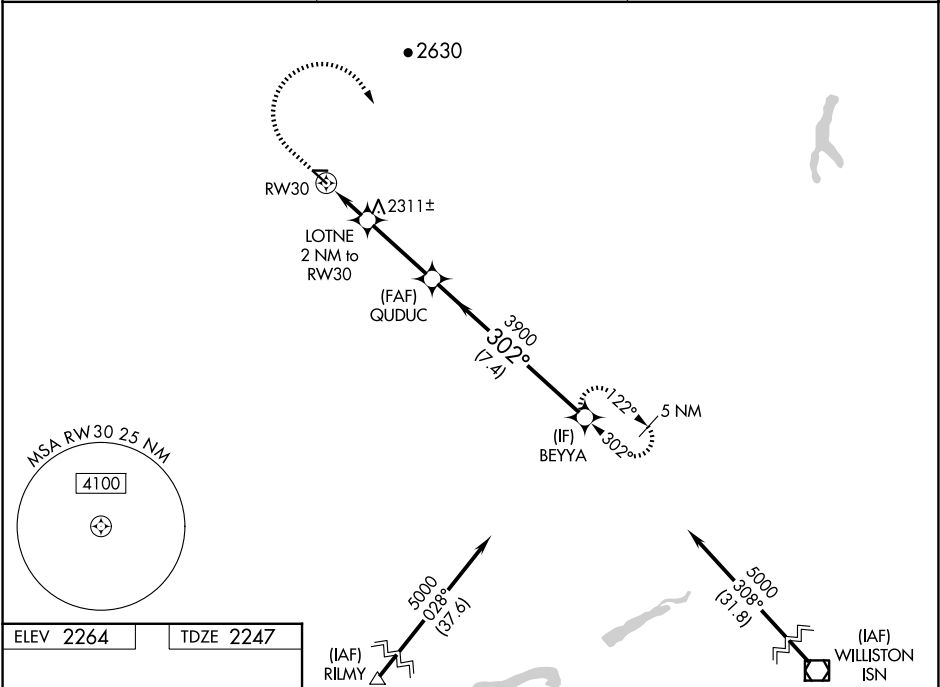 2630
RW30
2311±
LOTNE
2 NM to
RW30
(FAF)
QUDUC
3900
302°
(7.4)
122°
5 NM
302°
(IF)
BEYYA
MSA RW30 25 NM
4100
5000
028°
(37.6)
5000
308°
(31.8)
ELEV 2264
TDZE 2247
(IAF)
RILMY
(IAF)
WILLISTON
ISN